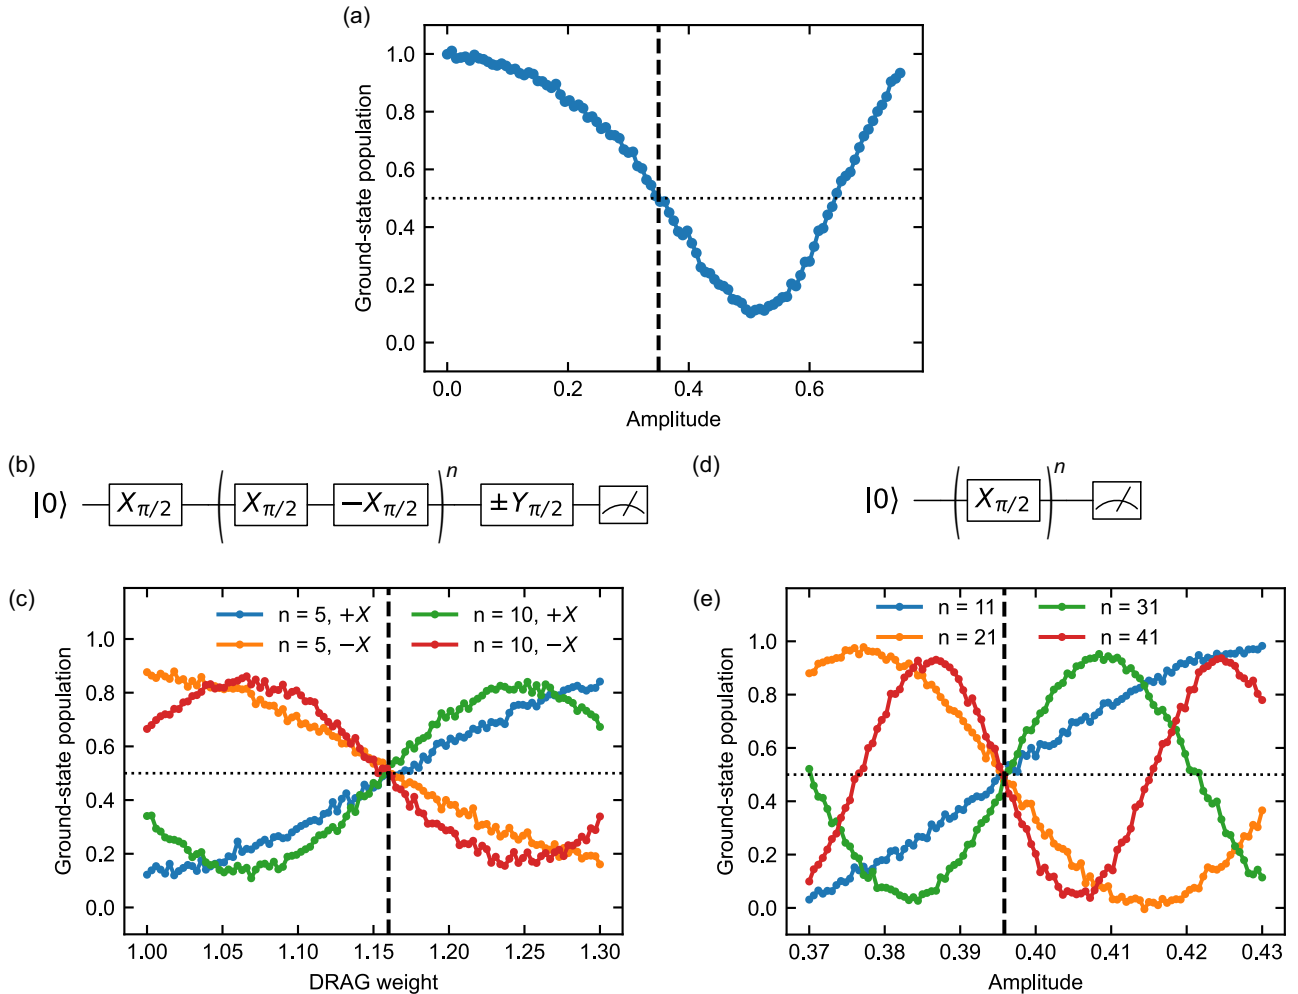 (a)
Ground-state population
1.0
0.8
0.6
0.4
0.2
0.0
0.0 0.2 0.4 0.6
Amplitude
(b)
|0⟩ X_{π/2} ( X_{π/2} −X_{π/2} )^n ±Y_{π/2}
(d)
|0⟩ ( X_{π/2} )^n
(c)
n = 5, +X n = 10, +X
n = 5, −X n = 10, −X
Ground-state population
1.0
0.8
0.6
0.4
0.2
0.0
1.00 1.05 1.10 1.15 1.20 1.25 1.30
DRAG weight
(e)
n = 11 n = 31
n = 21 n = 41
Ground-state population
1.0
0.8
0.6
0.4
0.2
0.0
0.37 0.38 0.39 0.40 0.41 0.42 0.43
Amplitude